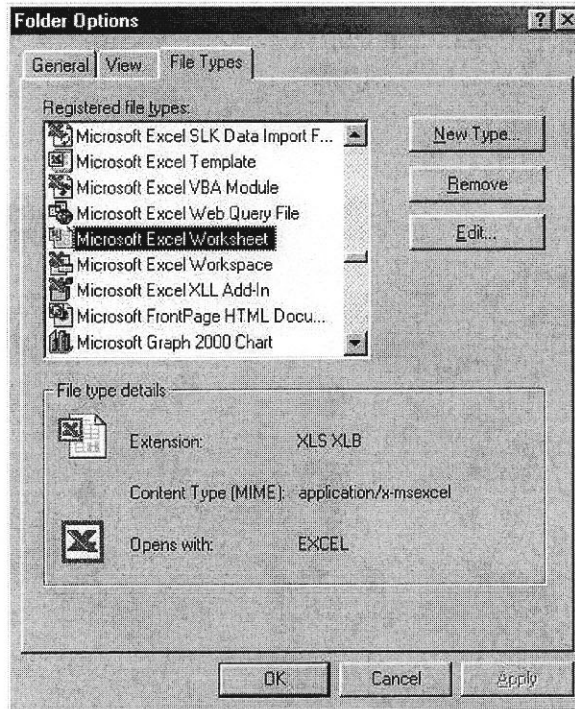 Folder Options
? X
General View File Types
Registered file types:
Microsoft Excel SLK Data Import F...
Microsoft Excel Template
Microsoft Excel VBA Module
Microsoft Excel Web Query File
Microsoft Excel Worksheet
Microsoft Excel Workspace
Microsoft Excel XLL Add-In
Microsoft FrontPage HTML Docu...
Microsoft Graph 2000 Chart
New Type...
Remove
Edit...
File type details
Extension: XLS XLB
Content Type (MIME): application/x-msexcel
Opens with: EXCEL
OK Cancel Apply